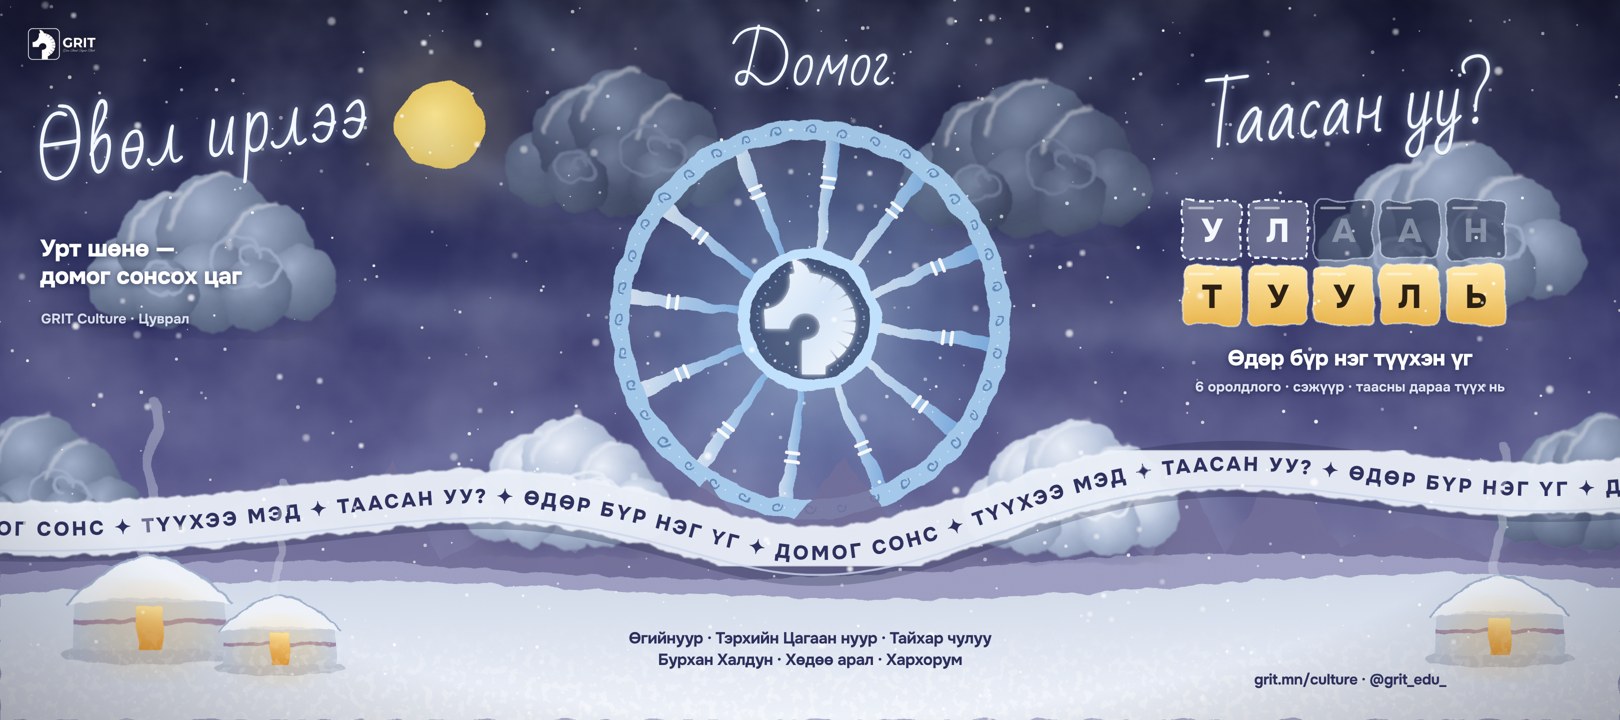 GRIT
Өвөл ирлээ
Урт шөнө —
домог сонсох цаг
GRIT Culture · Цуврал
Домог
Таасан уу?
У Л А А Н
Т У У Л Ь
Өдөр бүр нэг түүхэн үг
6 оролдлого · сэжүүр · таасны дараа түүх нь
ОГ СОНС ✦ ТҮҮХЭЭ МЭД ✦ ТААСАН УУ? ✦ ӨДӨР БҮР НЭГ ҮГ ✦ ДОМОГ СОНС ✦ ТҮҮХЭЭ МЭД ✦ ТААСАН УУ? ✦ ӨДӨР БҮР НЭГ ҮГ ✦ Д
Өгийнуур · Тэрхийн Цагаан нуур · Тайхар чулуу
Бурхан Халдун · Хөдөө арал · Хархорум
grit.mn/culture · @grit_edu_